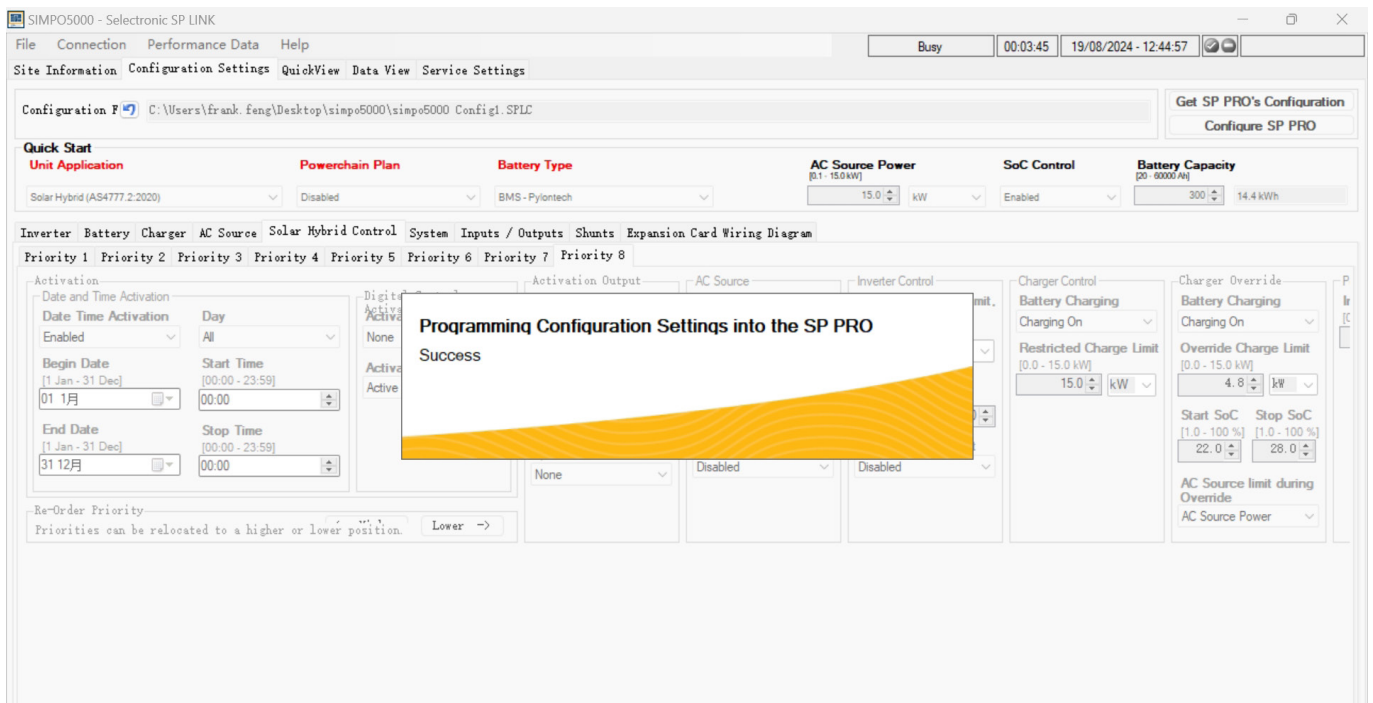 SIMPO5000 - Selectronic SP LINK
File Connection Performance Data Help
Busy 00:03:45 19/08/2024 - 12:44:57
Site Information Configuration Settings QuickView Data View Service Settings
Configuration F C:\Users\frank.feng\Desktop\simpo5000\simpo5000 Config1.SPLC
Get SP PRO's Configuration
Configure SP PRO
Quick Start
Unit Application Powerchain Plan Battery Type AC Source Power SoC Control Battery Capacity
[0.1 - 15.0 kW] [20 - 60000 Ah]
Solar Hybrid (AS4777.2:2020) Disabled BMS - Pylontech 15.0 kW Enabled 300 14.4 kWh
Inverter Battery Charger AC Source Solar Hybrid Control System Inputs / Outputs Shunts Expansion Card Wiring Diagram
Priority 1 Priority 2 Priority 3 Priority 4 Priority 5 Priority 6 Priority 7 Priority 8
Activation Activation Output AC Source Inverter Control Charger Control Charger Override P
Date and Time Activation
Date Time Activation Day Activa Battery Charging Battery Charging
Enabled All None Charging On Charging On
Programming Configuration Settings into the SP PRO
Success
Begin Date Start Time Activa Restricted Charge Limit Override Charge Limit
[1 Jan - 31 Dec] [00:00 - 23:59] Active [0.0 - 15.0 kW] [0.0 - 15.0 kW]
01 1月 00:00 15.0 kW 4.8 kW
End Date Stop Time Start SoC Stop SoC
[1 Jan - 31 Dec] [00:00 - 23:59] [1.0 - 100 %] [1.0 - 100 %]
31 12月 00:00 22.0 28.0
None Disabled Disabled
AC Source limit during
Override
AC Source Power
Re-Order Priority
Priorities can be relocated to a higher or lower position. Lower ->